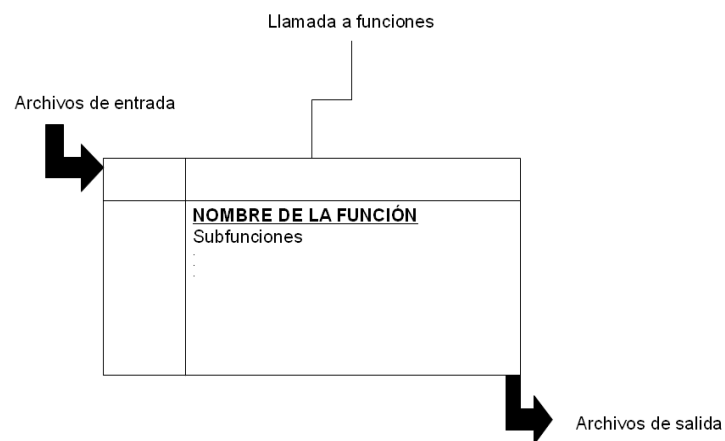 Llamada a funciones
Archivos de entrada
NOMBRE DE LA FUNCIÓN
Subfunciones
.
.
.
Archivos de salida